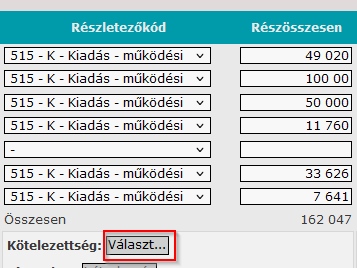 Részletezőkód Részösszesen
515 - K - Kiadás - működési 49 020
515 - K - Kiadás - működési 100 00
515 - K - Kiadás - működési 50 000
515 - K - Kiadás - működési 11 760
-
515 - K - Kiadás - működési 33 626
515 - K - Kiadás - működési 7 641
Összesen 162 047
Kötelezettség: Választ...